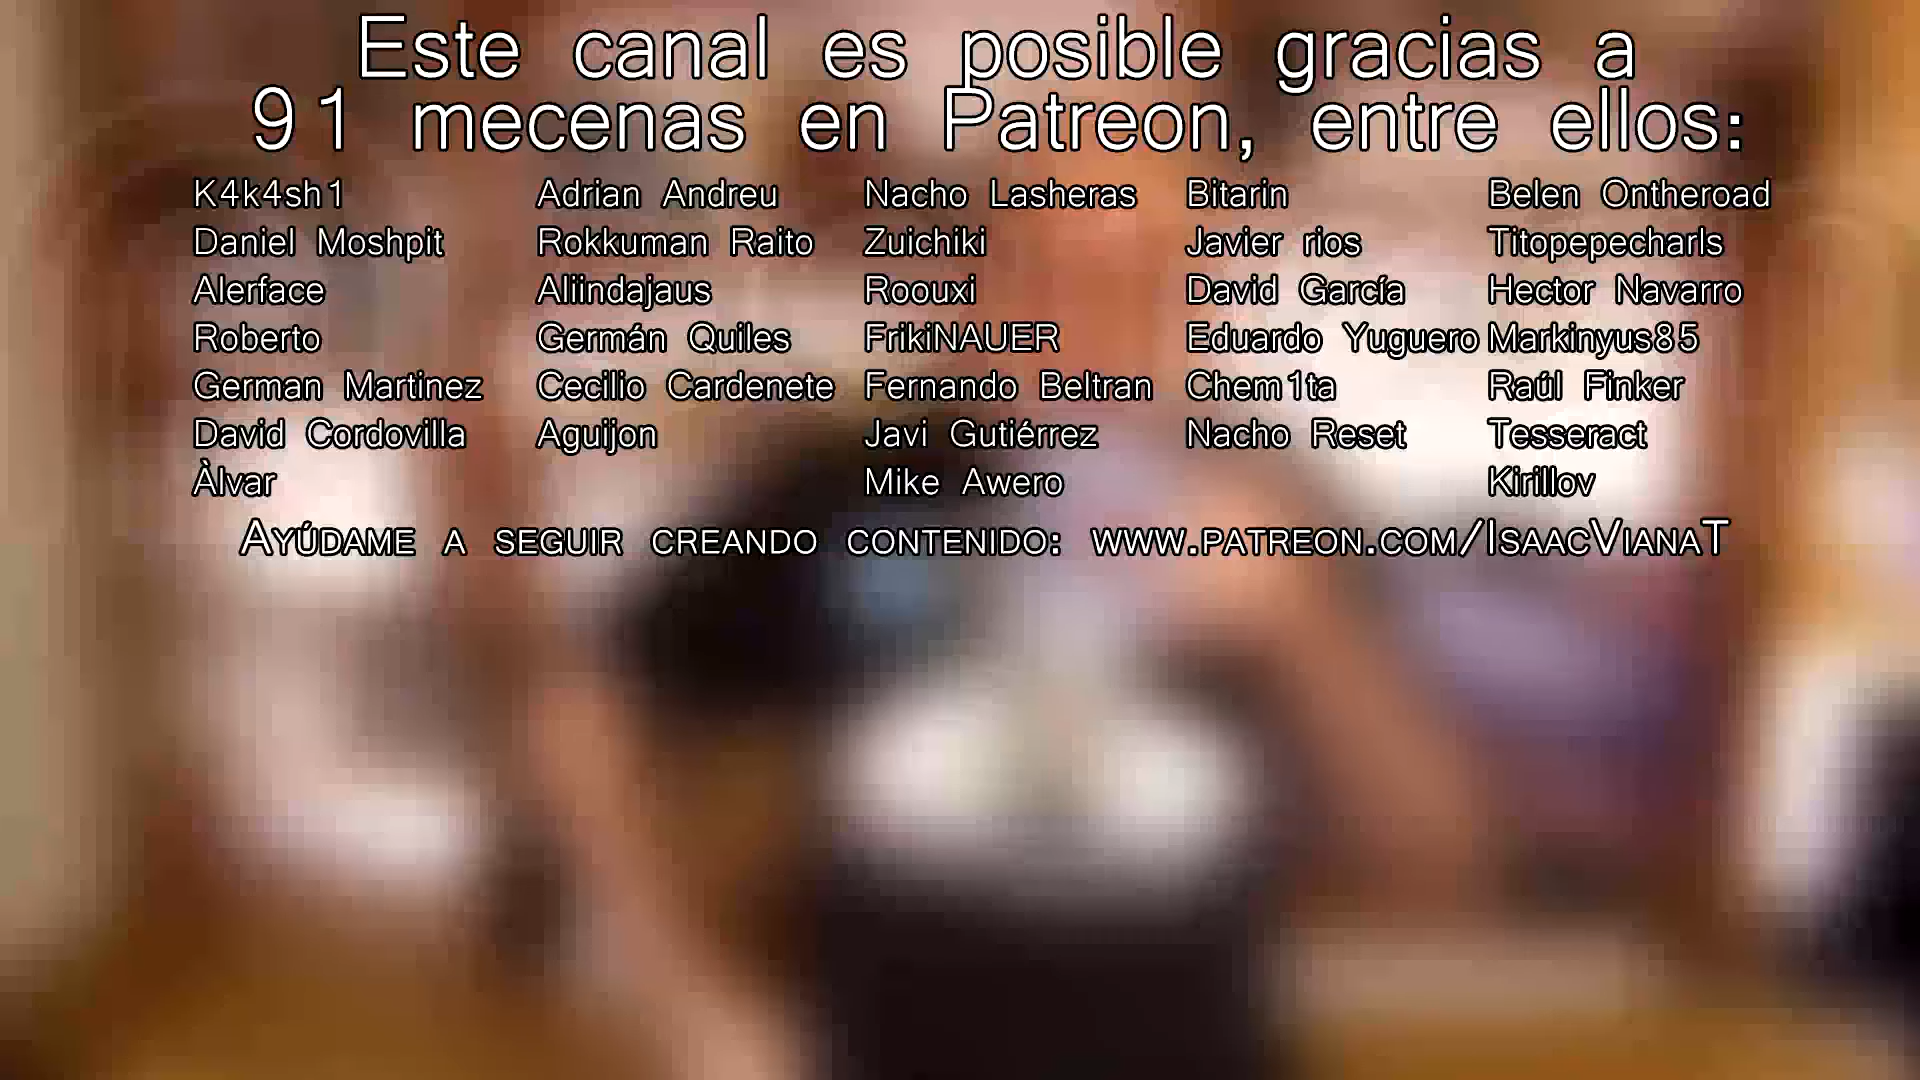 Este canal es posible gracias a
91 mecenas en Patreon, entre ellos:
K4k4sh1 Adrian Andreu Nacho Lasheras Bitarin Belen Ontheroad
Daniel Moshpit Rokkuman Raito Zuichiki Javier rios Titopepecharls
Alerface Aliindajaus Roouxi David García Hector Navarro
Roberto Germán Quiles FrikiNAUER Eduardo Yuguero Markinyus85
German Martinez Cecilio Cardenete Fernando Beltran Chem1ta Raúl Finker
David Cordovilla Aguijon Javi Gutiérrez Nacho Reset Tesseract
Àlvar Mike Awero Kirillov
Ayúdame a seguir creando contenido: www.patreon.com/IsaacVianaT